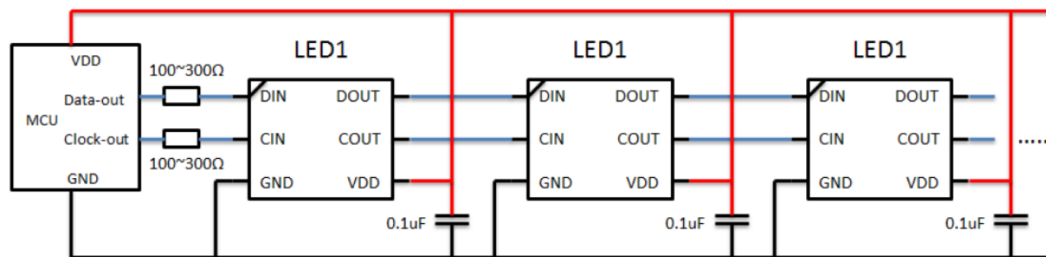 LED1 LED1 LED1
VDD
100~300Ω
Data-out
DIN DOUT DIN DOUT DIN DOUT
MCU
Clock-out
CIN COUT CIN COUT CIN COUT
.....
100~300Ω
GND
GND VDD GND VDD GND VDD
0.1uF 0.1uF 0.1uF